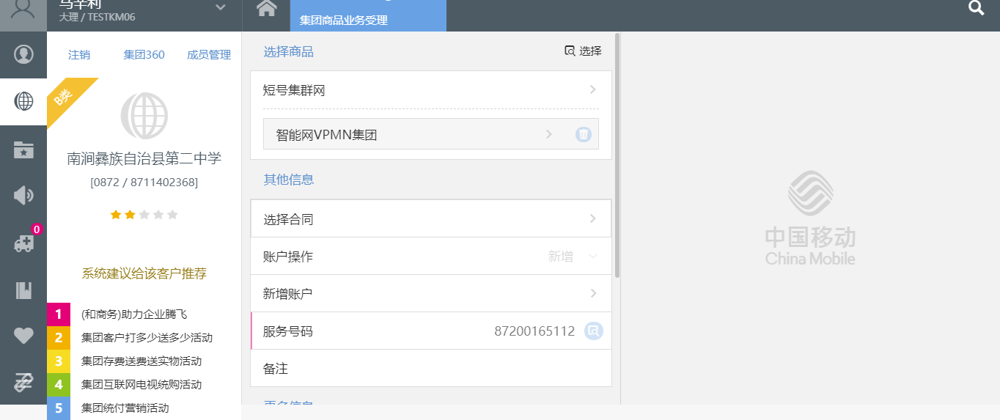 大理 / TESTKM06
集团商品业务受理
注销 集团360 成员管理
B类
南涧彝族自治县第二中学
[0872 / 8711402368]
0
系统建议给该客户推荐
1 (和商务)助力企业腾飞
2 集团客户打多少送多少活动
3 集团存费送费送实物活动
4 集团互联网电视统购活动
5 集团统付营销活动
选择商品 选择
短号集群网
智能网VPMN集团
其他信息
选择合同
账户操作 新增
新增账户
服务号码 87200165112
备注
中国移动
China Mobile